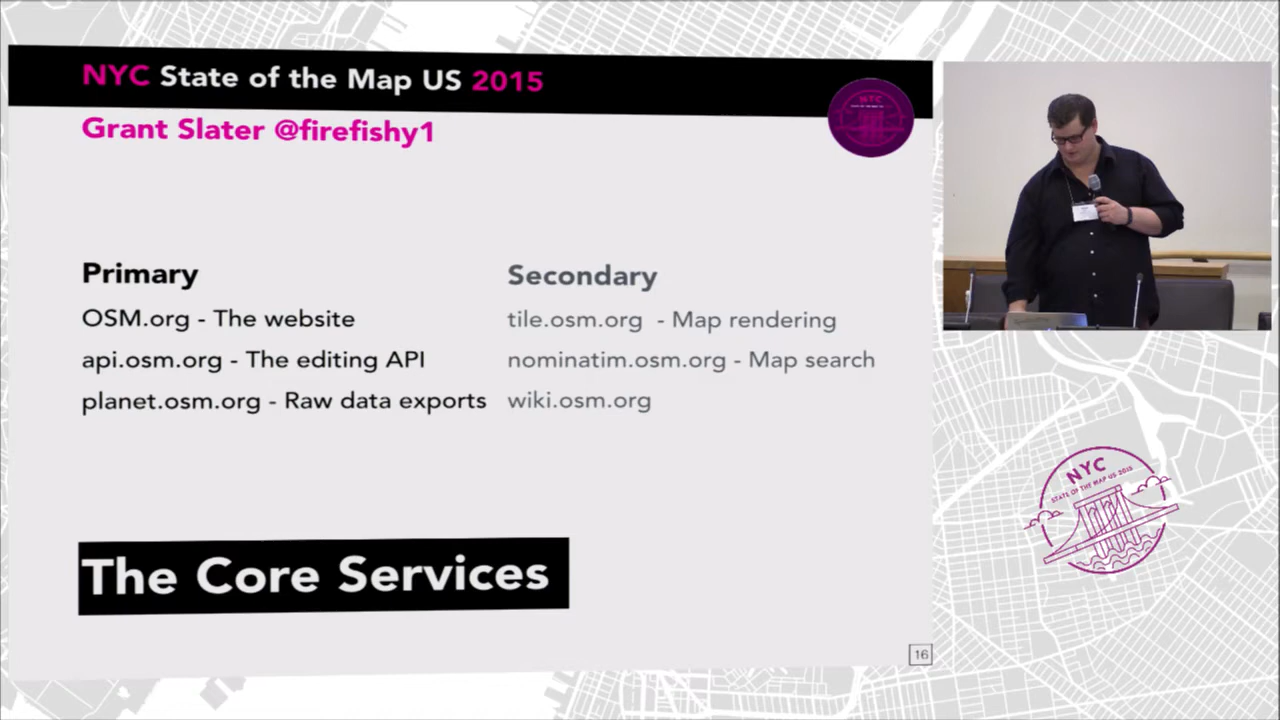 NYC State of the Map US 2015
Grant Slater @firefishy1
Primary
OSM.org - The website
api.osm.org - The editing API
planet.osm.org - Raw data exports
Secondary
tile.osm.org - Map rendering
nominatim.osm.org - Map search
wiki.osm.org
The Core Services
16
NYC
STATE OF THE MAP US 2015